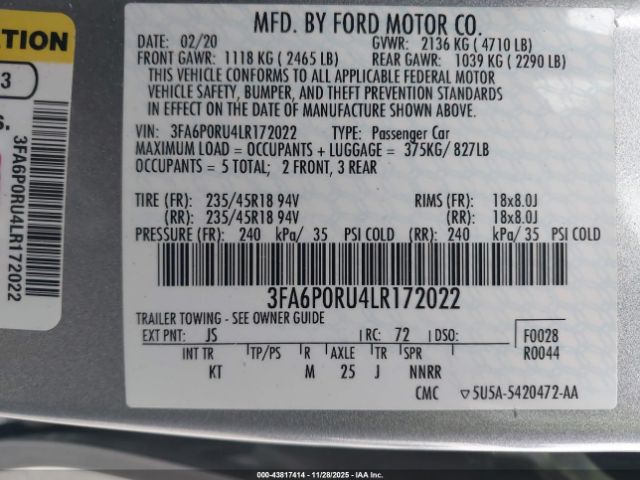 TION
3
S.
3FA6P0RU4LR172022
MFD. BY FORD MOTOR CO.
DATE: 02/20 GVWR: 2136 KG ( 4710 LB)
FRONT GAWR: 1118 KG ( 2465 LB) REAR GAWR: 1039 KG ( 2290 LB)
THIS VEHICLE CONFORMS TO ALL APPLICABLE FEDERAL MOTOR
VEHICLE SAFETY, BUMPER, AND THEFT PREVENTION STANDARDS
IN EFFECT ON THE DATE OF MANUFACTURE SHOWN ABOVE.
VIN: 3FA6P0RU4LR172022 TYPE: Passenger Car
MAXIMUM LOAD = OCCUPANTS + LUGGAGE = 375KG/ 827LB
OCCUPANTS = 5 TOTAL; 2 FRONT, 3 REAR
TIRE (FR): 235/45R18 94V RIMS (FR): 18x8.0J
(RR): 235/45R18 94V (RR): 18x8.0J
PRESSURE (FR): 240 kPa/ 35 PSI COLD (RR): 240 kPa/ 35 PSI COLD
3FA6P0RU4LR172022
TRAILER TOWING - SEE OWNER GUIDE
EXT PNT: JS RC: 72 DSO: F0028
R0044
INT TR TP/PS R AXLE TR SPR
KT M 25 J NNRR
CMC ▽5U5A-5420472-AA
000-43817414 | 11/28/2025 - IAAI.COM